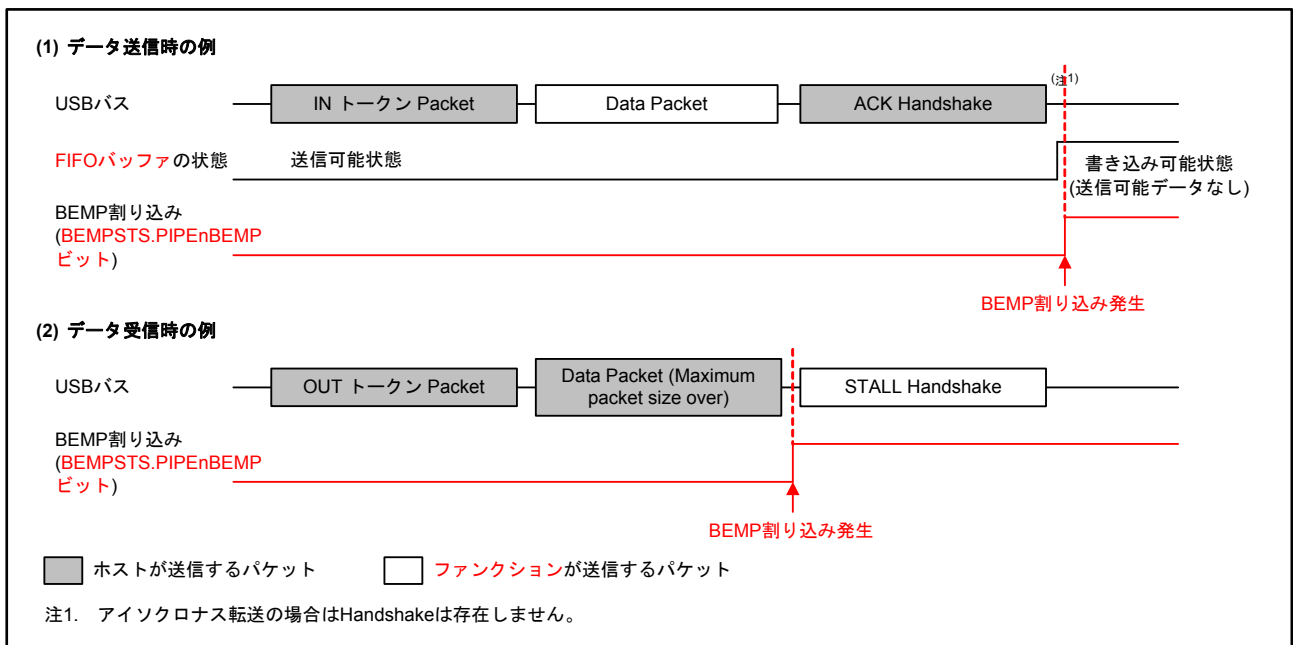 (1) データ送信時の例
(注1)
USBバス
IN トークン Packet
Data Packet
ACK Handshake
FIFOバッファの状態
送信可能状態
書き込み可能状態
(送信可能データなし)
BEMP割り込み
(BEMPSTS.PIPEnBEMP
ビット)
BEMP割り込み発生
(2) データ受信時の例
USBバス
OUT トークン Packet
Data Packet (Maximum
packet size over)
STALL Handshake
BEMP割り込み
(BEMPSTS.PIPEnBEMP
ビット)
BEMP割り込み発生
ホストが送信するパケット
ファンクションが送信するパケット
注1. アイソクロナス転送の場合はHandshakeは存在しません。